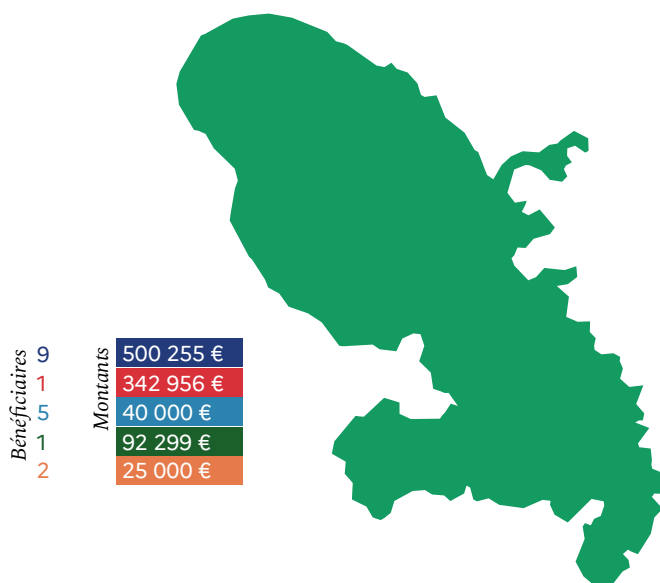 Bénéficiaires
Montants
9 500 255 €
1 342 956 €
5 40 000 €
1 92 299 €
2 25 000 €